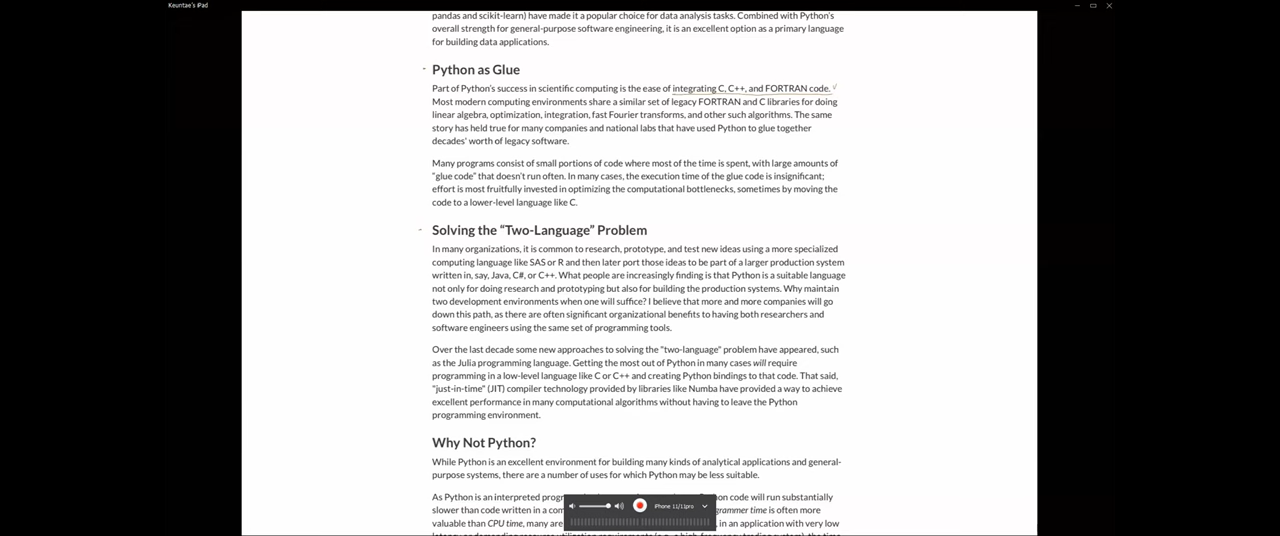 Keuntae's iPad
pandas and scikit-learn) have made it a popular choice for data analysis tasks. Combined with Python's
overall strength for general-purpose software engineering, it is an excellent option as a primary language
for building data applications.
Python as Glue
Part of Python's success in scientific computing is the ease of integrating C, C++, and FORTRAN code.
Most modern computing environments share a similar set of legacy FORTRAN and C libraries for doing
linear algebra, optimization, integration, fast Fourier transforms, and other such algorithms. The same
story has held true for many companies and national labs that have used Python to glue together
decades' worth of legacy software.
Many programs consist of small portions of code where most of the time is spent, with large amounts of
"glue code" that doesn't run often. In many cases, the execution time of the glue code is insignificant;
effort is most fruitfully invested in optimizing the computational bottlenecks, sometimes by moving the
code to a lower-level language like C.
Solving the "Two-Language" Problem
In many organizations, it is common to research, prototype, and test new ideas using a more specialized
computing language like SAS or R and then later port those ideas to be part of a larger production system
written in, say, Java, C#, or C++. What people are increasingly finding is that Python is a suitable language
not only for doing research and prototyping but also for building the production systems. Why maintain
two development environments when one will suffice? I believe that more and more companies will go
down this path, as there are often significant organizational benefits to having both researchers and
software engineers using the same set of programming tools.
Over the last decade some new approaches to solving the "two-language" problem have appeared, such
as the Julia programming language. Getting the most out of Python in many cases will require
programming in a low-level language like C or C++ and creating Python bindings to that code. That said,
"just-in-time" (JIT) compiler technology provided by libraries like Numba have provided a way to achieve
excellent performance in many computational algorithms without having to leave the Python
programming environment.
Why Not Python?
While Python is an excellent environment for building many kinds of analytical applications and general-
purpose systems, there are a number of uses for which Python may be less suitable.
As Python is an interpreted code will run substantially
slower than code written in a time is often more
valuable than CPU time, many are in an application with very low
iPhone 11/11pro